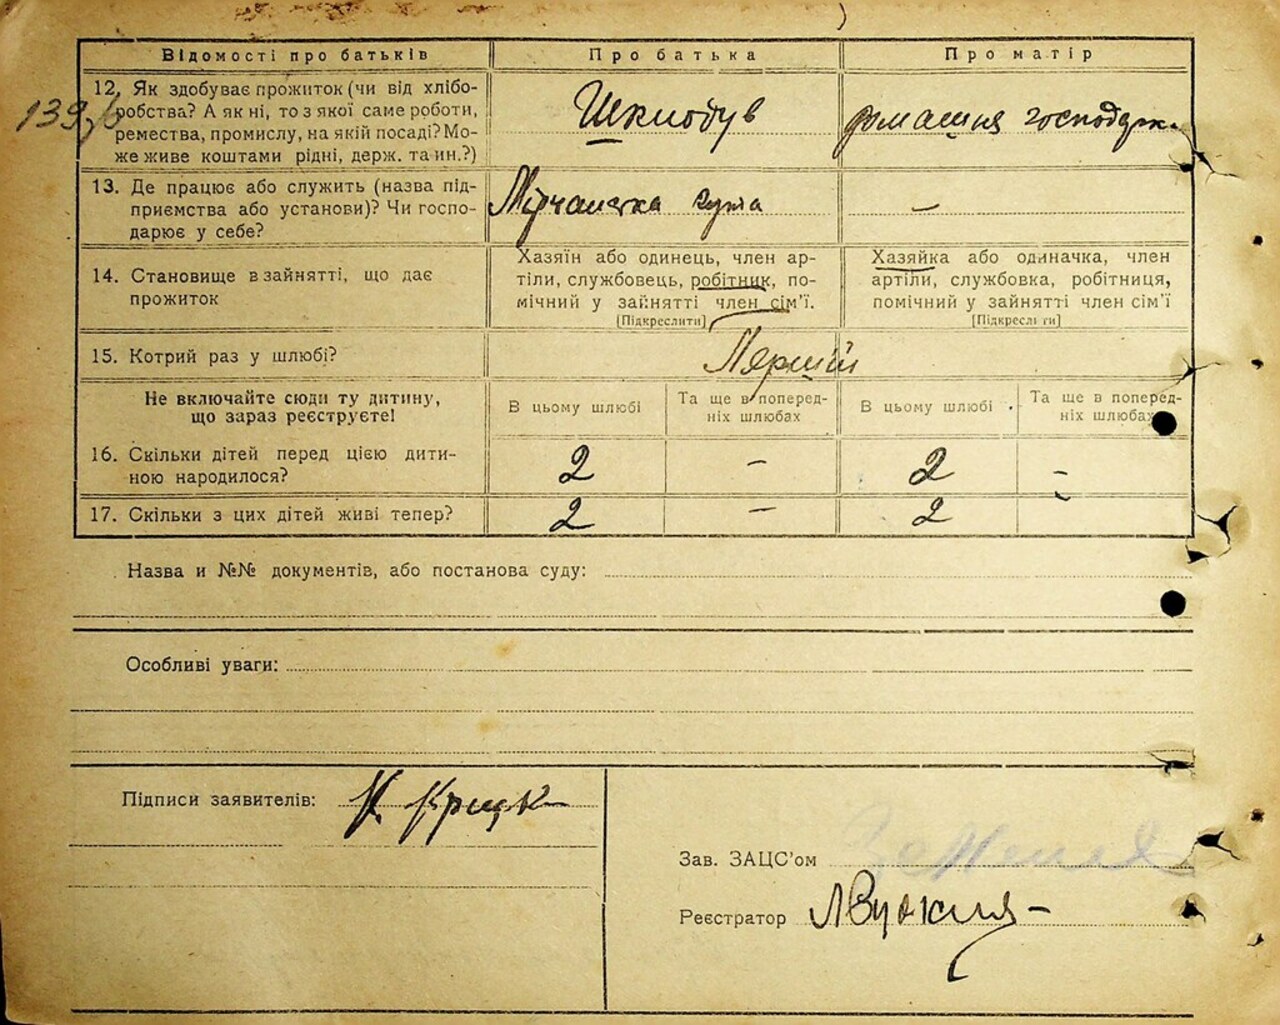 Відомості про батьків
Про батька
Про матір
12. Як здобуває прожиток (чи від хлібо-
робства? А як ні, то з якої саме роботи,
ремества, промислу, на якій посаді? Мо-
же живе коштами рідні, держ. та ин.?)
Шклодув
домашня господарк.
13. Де працює або служить (назва під-
приємства або установи)? Чи госпо-
дарює у себе?
гута
–
14. Становище в зайнятті, що дає
прожиток
Хазяїн або одинець, член ар-
тіли, службовець, робітник, по-
мічний у зайнятті член сім'ї.
[Підкреслити]
Хазяйка або одиначка, член
артіли, службовка, робітниця,
помічний у зайнятті член сім'ї
[Підкреслити]
15. Котрий раз у шлюбі?
Перший
Не включайте сюди ту дитину,
що зараз реєструєте!
В цьому шлюбі
Та ще в поперед-
ніх шлюбах
В цьому шлюбі
Та ще в поперед-
ніх шлюбах
16. Скільки дітей перед цією дити-
ною народилося?
2 – 2 –
17. Скільки з цих дітей живі тепер?
2 – 2
Назва и №№ документів, або постанова суду:
Особливі уваги:
Підписи заявителів:
Зав. ЗАЦС'ом
Реєстратор